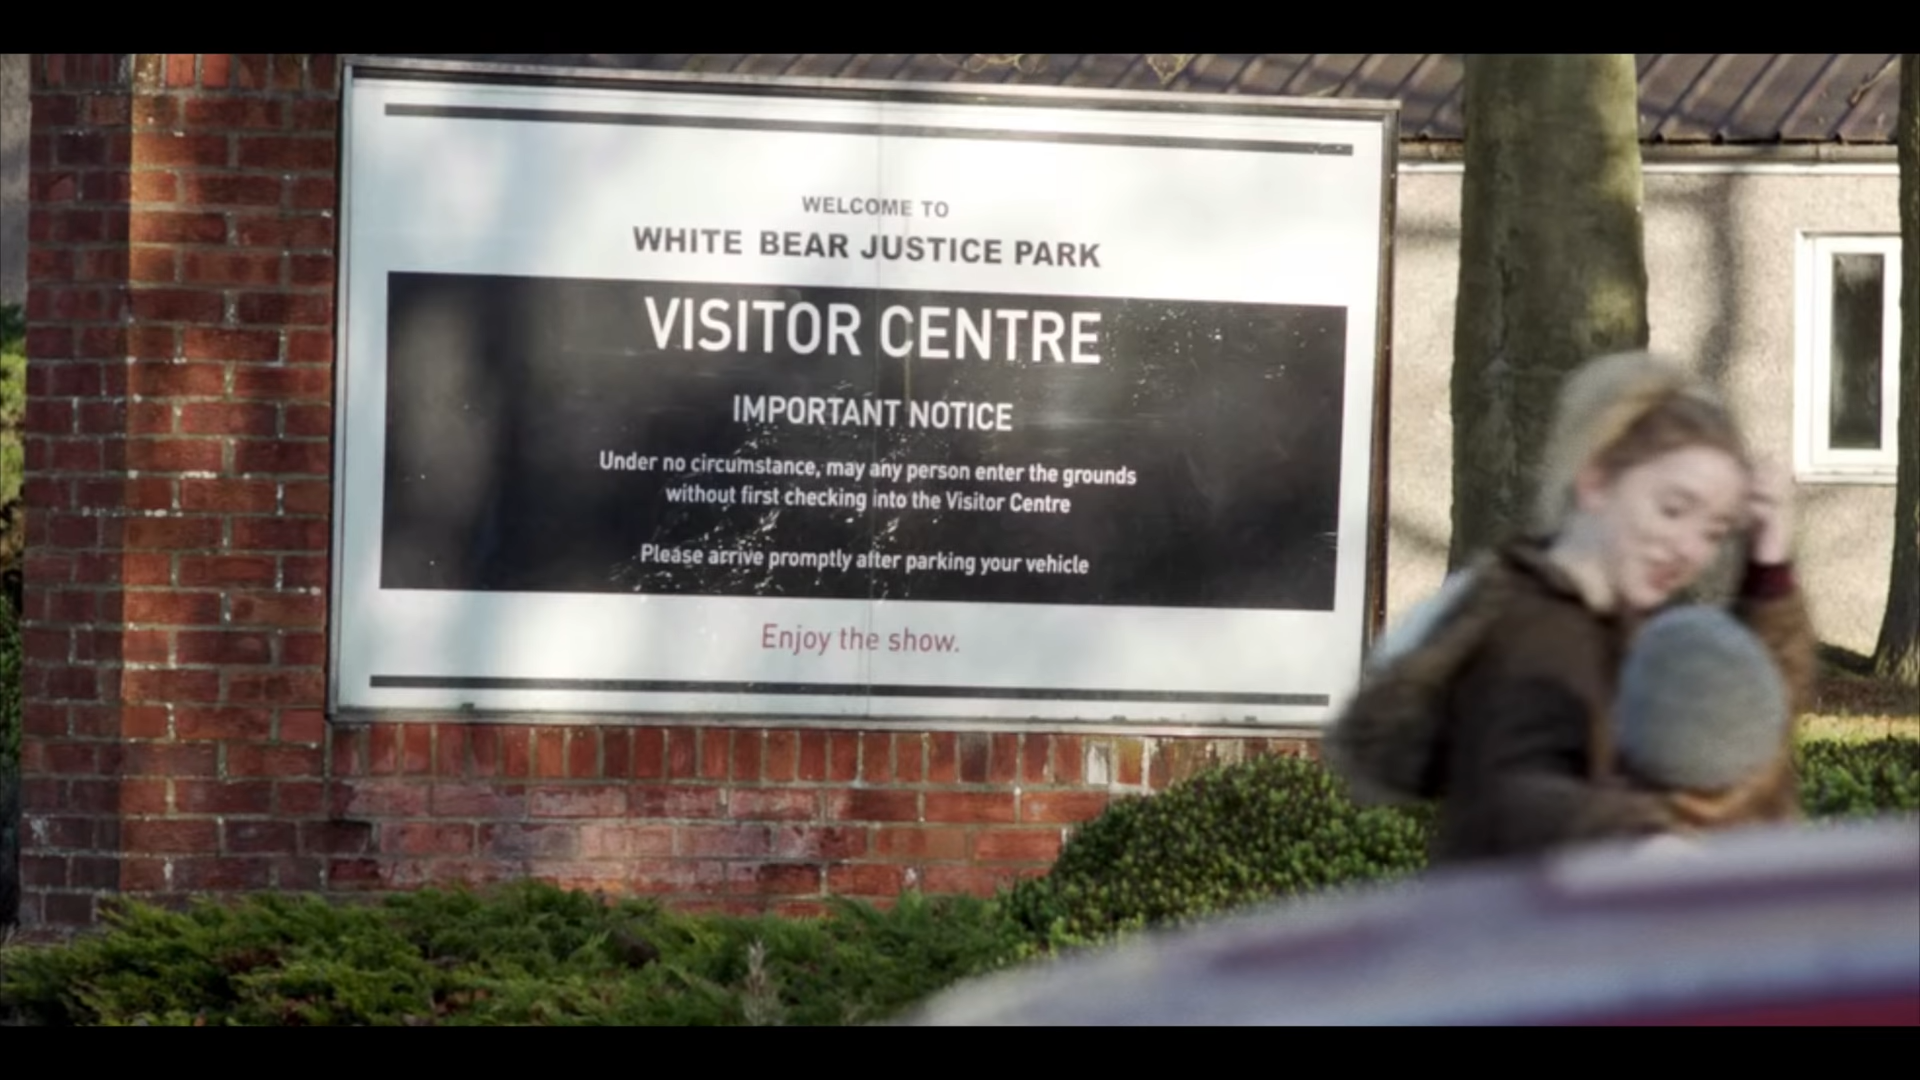 WELCOME TO
WHITE BEAR JUSTICE PARK
VISITOR CENTRE
IMPORTANT NOTICE
Under no circumstance, may any person enter the grounds
without first checking into the Visitor Centre
Please arrive promptly after parking your vehicle
Enjoy the show.